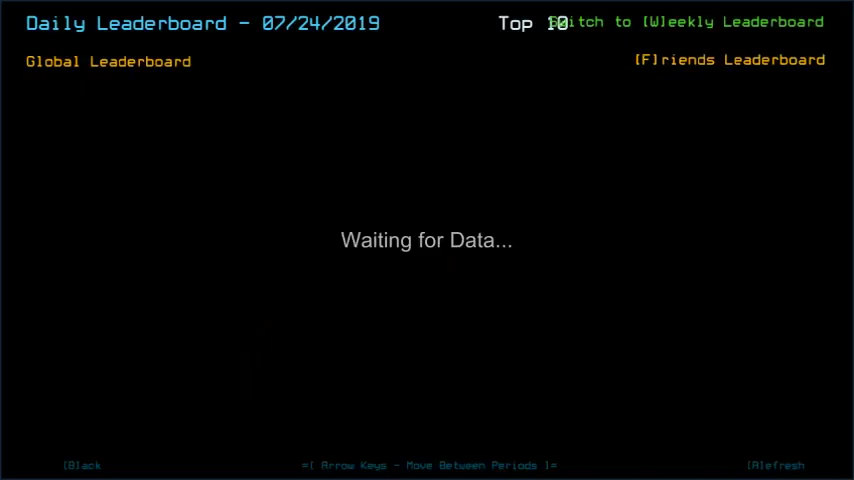 Daily Leaderboard - 07/24/2019 Top 10 Switch to [W]eekly Leaderboard
Global Leaderboard [F]riends Leaderboard
Waiting for Data...
[B]ack =[ Arrow Keys - Move Between Periods ]= [R]efresh